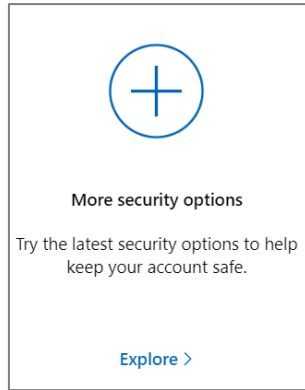 More security options
Try the latest security options to help
keep your account safe.
Explore >